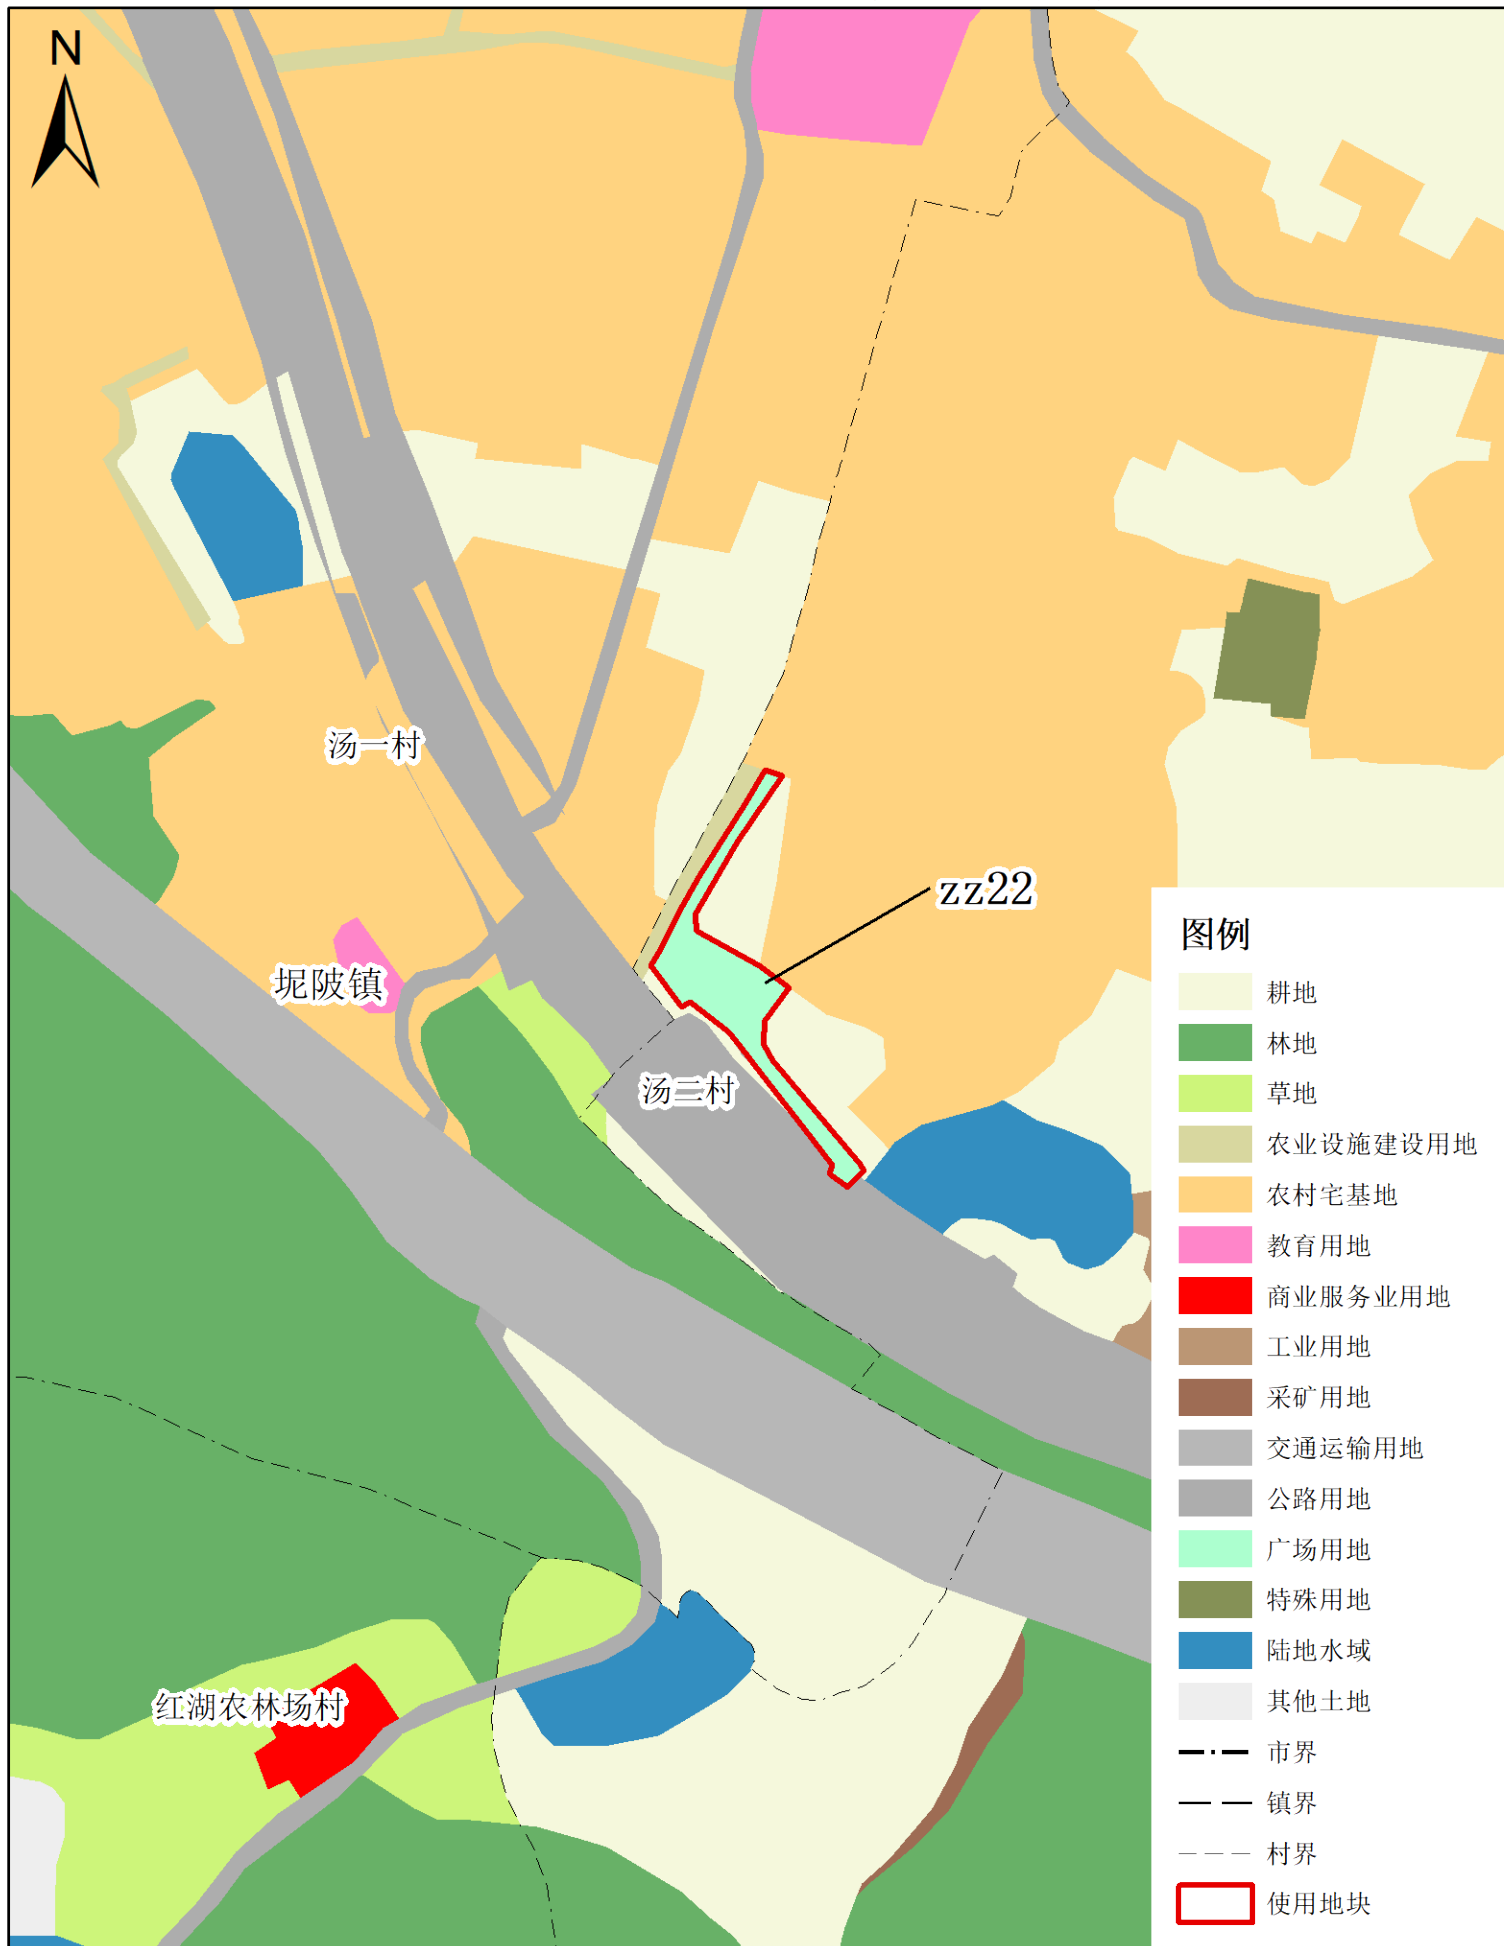 N
汤一村
zz22
坭陂镇
汤二村
红湖农林场村
图例
耕地
林地
草地
农业设施建设用地
农村宅基地
教育用地
商业服务业用地
工业用地
采矿用地
交通运输用地
公路用地
广场用地
特殊用地
陆地水域
其他土地
市界
镇界
村界
使用地块